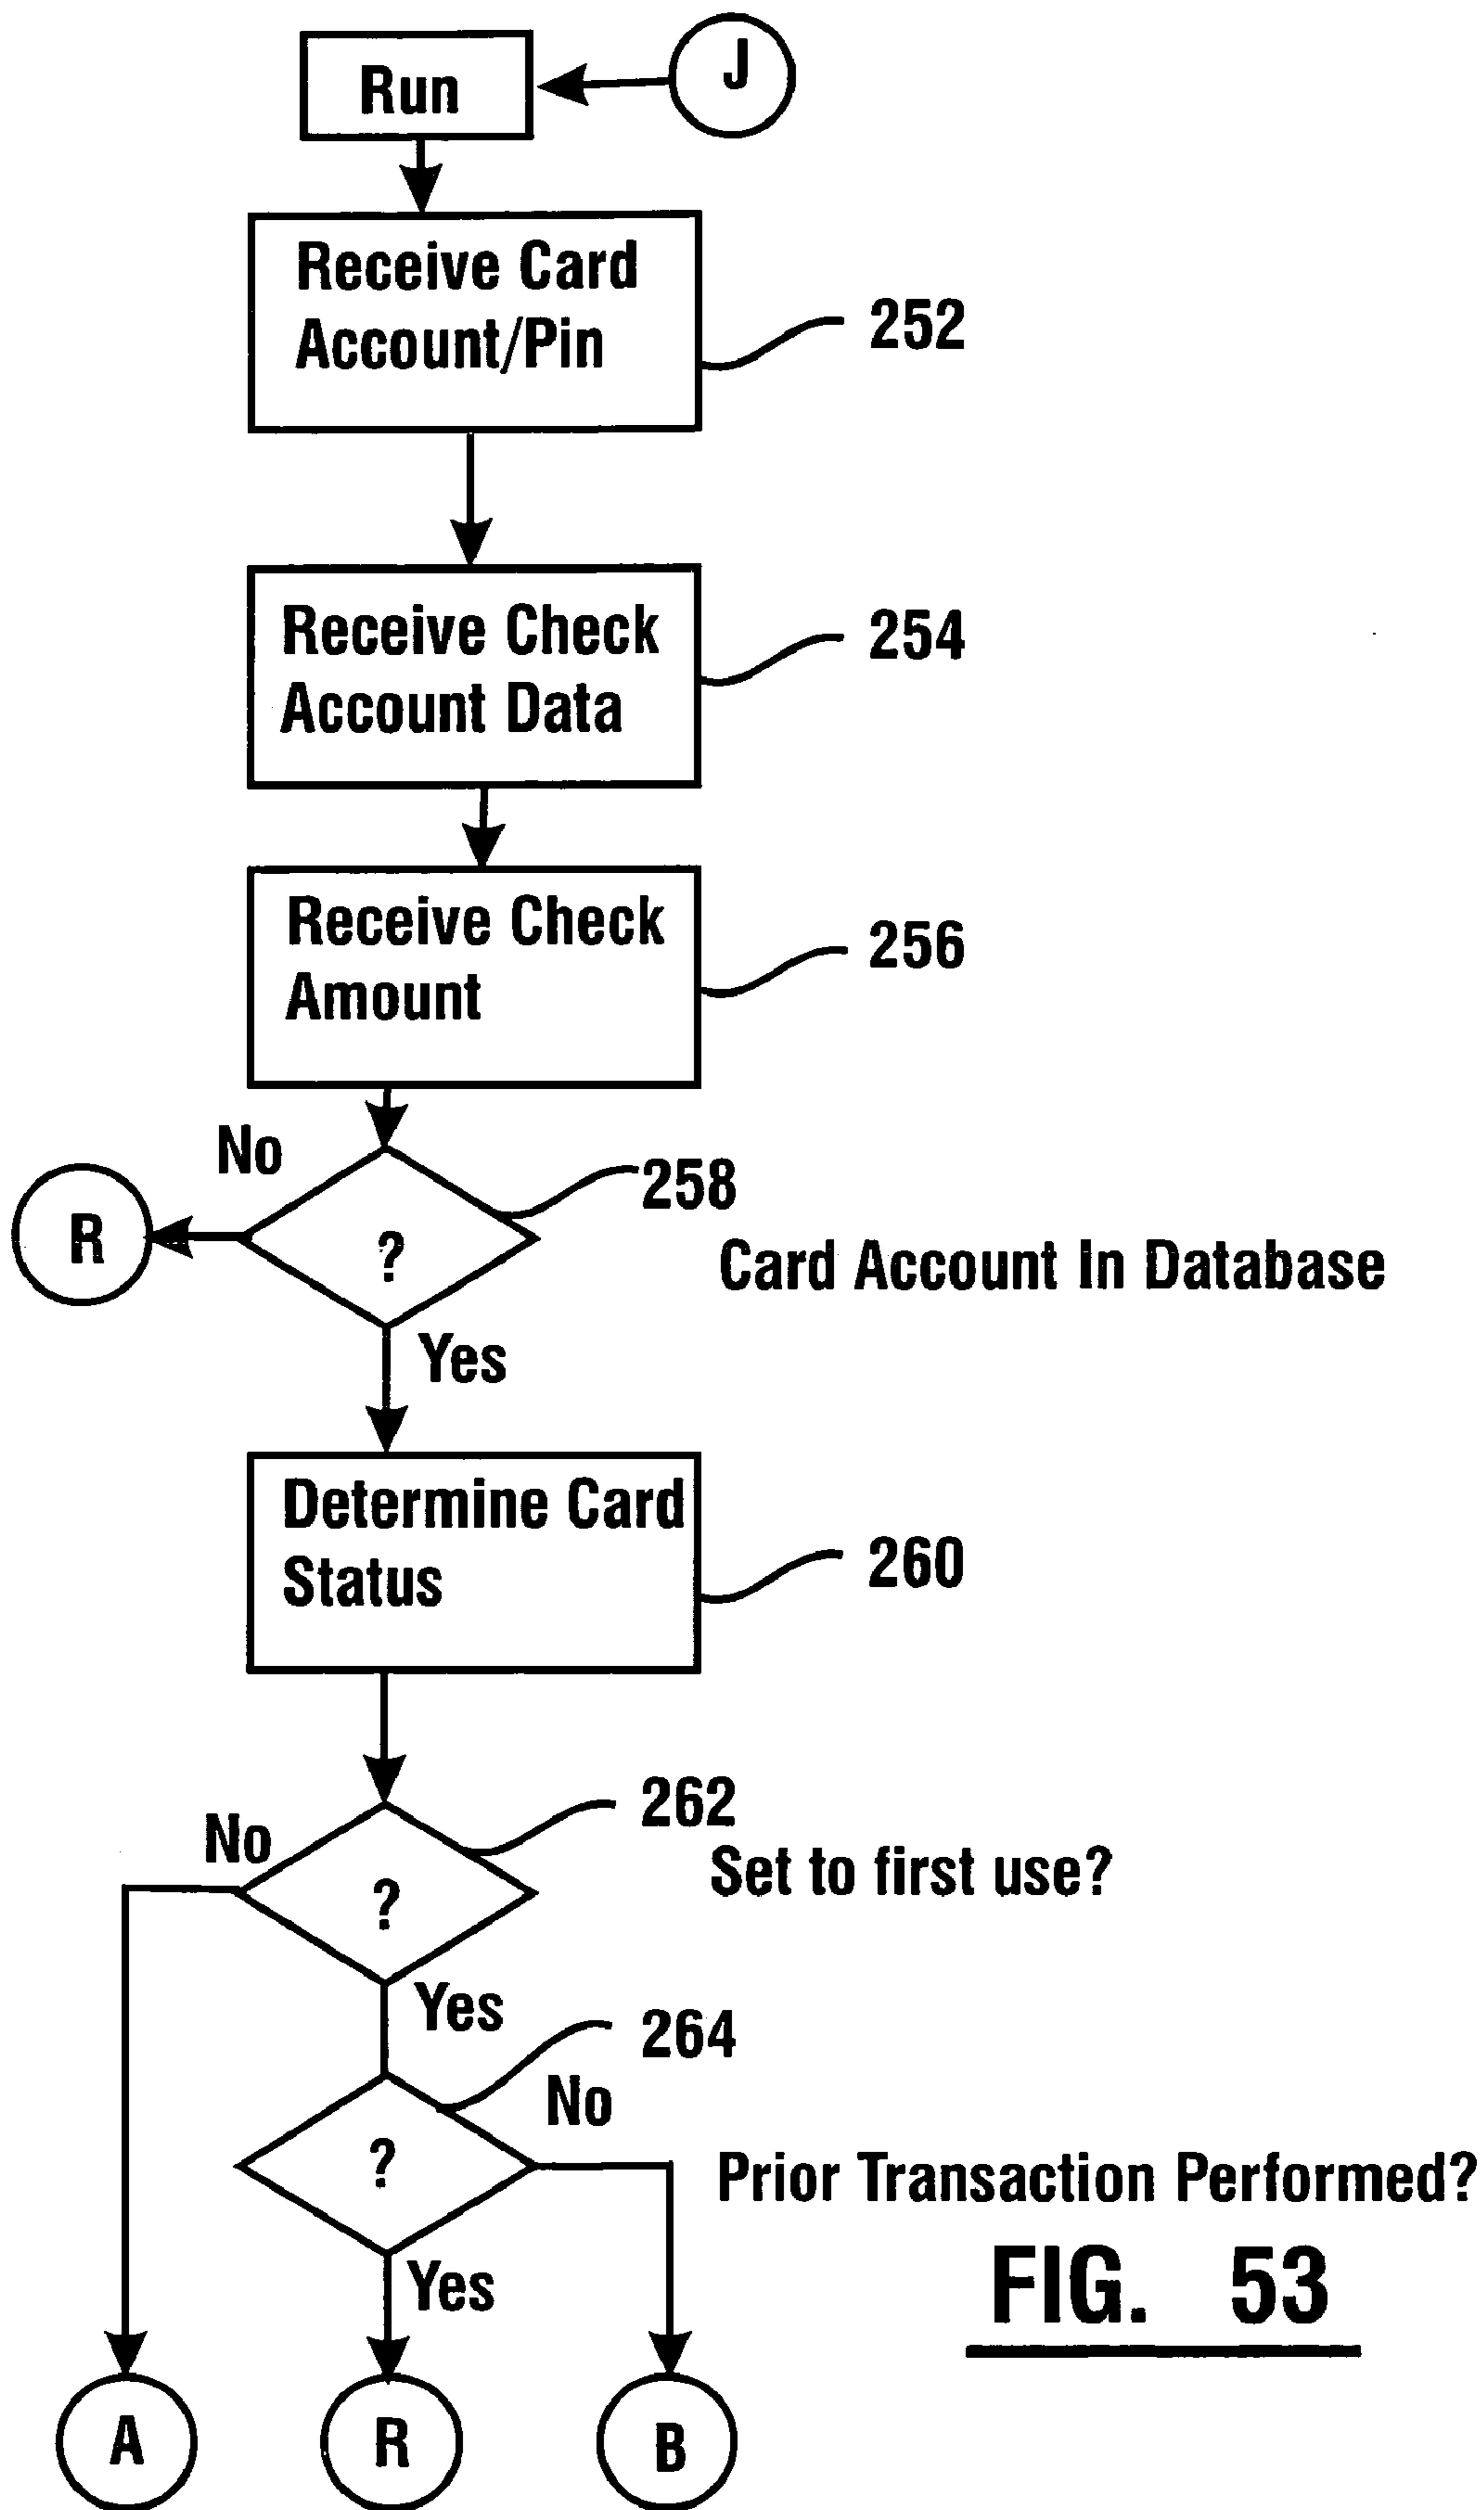 Run
J
Receive Card
Account/Pin
252
Receive Check
Account Data
254
Receive Check
Amount
256
No
258
R
?
Card Account In Database
Yes
Determine Card
Status
260
No
262
?
Set to first use?
Yes
264
No
?
Prior Transaction Performed?
Yes
FIG. 53
A
R
B